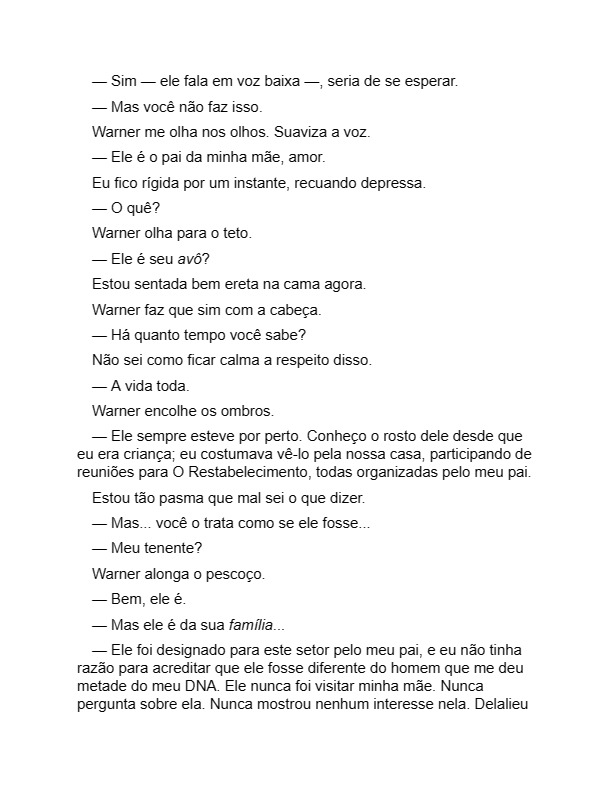 — Sim — ele fala em voz baixa —, seria de se esperar.
— Mas você não faz isso.
Warner me olha nos olhos. Suaviza a voz.
— Ele é o pai da minha mãe, amor.
Eu fico rígida por um instante, recuando depressa.
— O quê?
Warner olha para o teto.
— Ele é seu avô?
Estou sentada bem ereta na cama agora.
Warner faz que sim com a cabeça.
— Há quanto tempo você sabe?
Não sei como ficar calma a respeito disso.
— A vida toda.
Warner encolhe os ombros.
— Ele sempre esteve por perto. Conheço o rosto dele desde que
eu era criança; eu costumava vê-lo pela nossa casa, participando de
reuniões para O Restabelecimento, todas organizadas pelo meu pai.
Estou tão pasma que mal sei o que dizer.
— Mas... você o trata como se ele fosse...
— Meu tenente?
Warner alonga o pescoço.
— Bem, ele é.
— Mas ele é da sua família...
— Ele foi designado para este setor pelo meu pai, e eu não tinha
razão para acreditar que ele fosse diferente do homem que me deu
metade do meu DNA. Ele nunca foi visitar minha mãe. Nunca
pergunta sobre ela. Nunca mostrou nenhum interesse nela. Delalieu